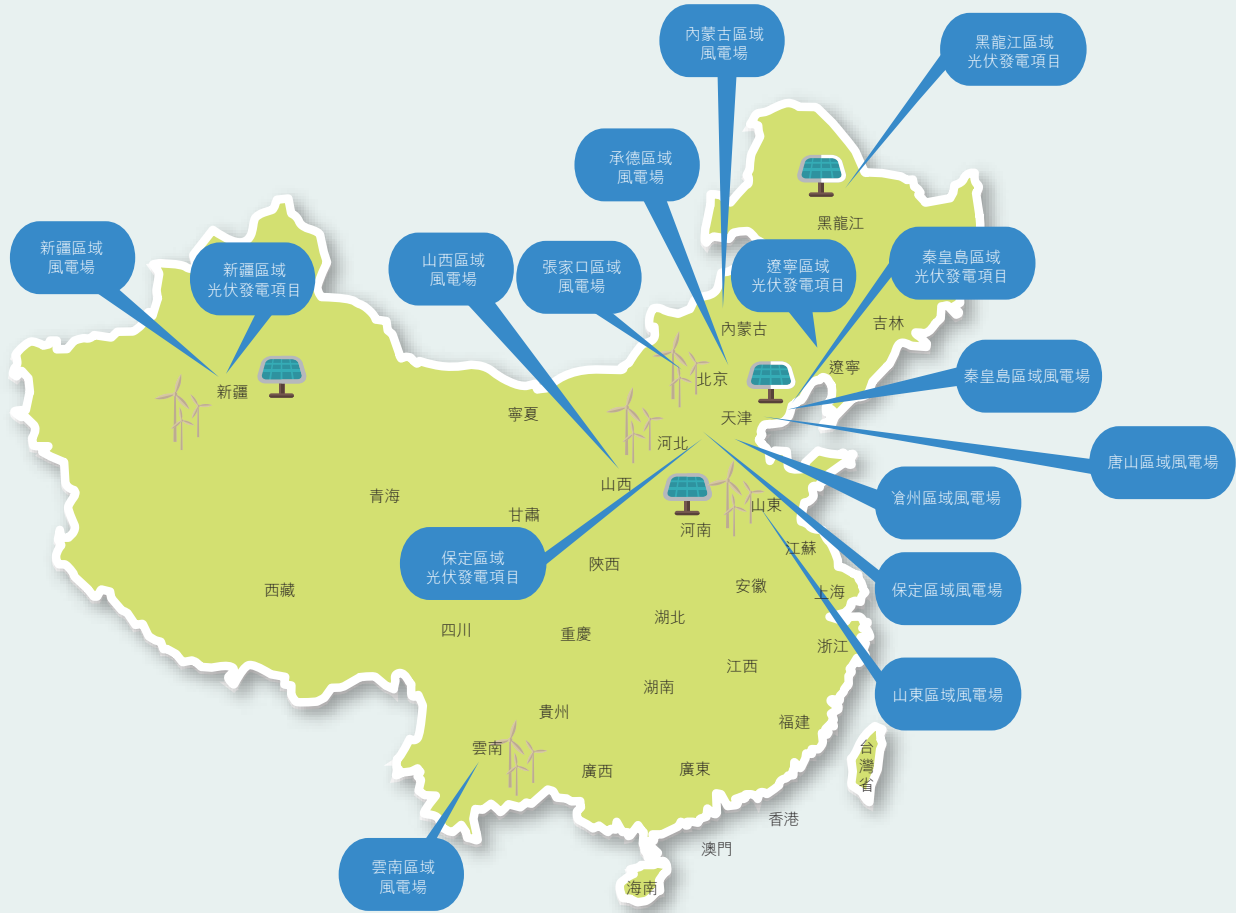 內蒙古區域
風電場
黑龍江區域
光伏發電項目
承德區域
風電場
黑龍江
新疆區域
風電場
新疆區域
光伏發電項目
山西區域
風電場
張家口區域
風電場
遼寧區域
光伏發電項目
秦皇島區域
光伏發電項目
內蒙古
吉林
遼寧
新疆
北京
秦皇島區域風電場
寧夏
天津
河北
唐山區域風電場
山西
青海
甘肅
河南
山東
滄州區域風電場
江蘇
保定區域
光伏發電項目
陝西
西藏
安徽
上海
保定區域風電場
四川
重慶
湖北
浙江
江西
湖南
山東區域風電場
貴州
福建
雲南
廣西
廣東
台
灣
省
香港
澳門
雲南區域
風電場
海南